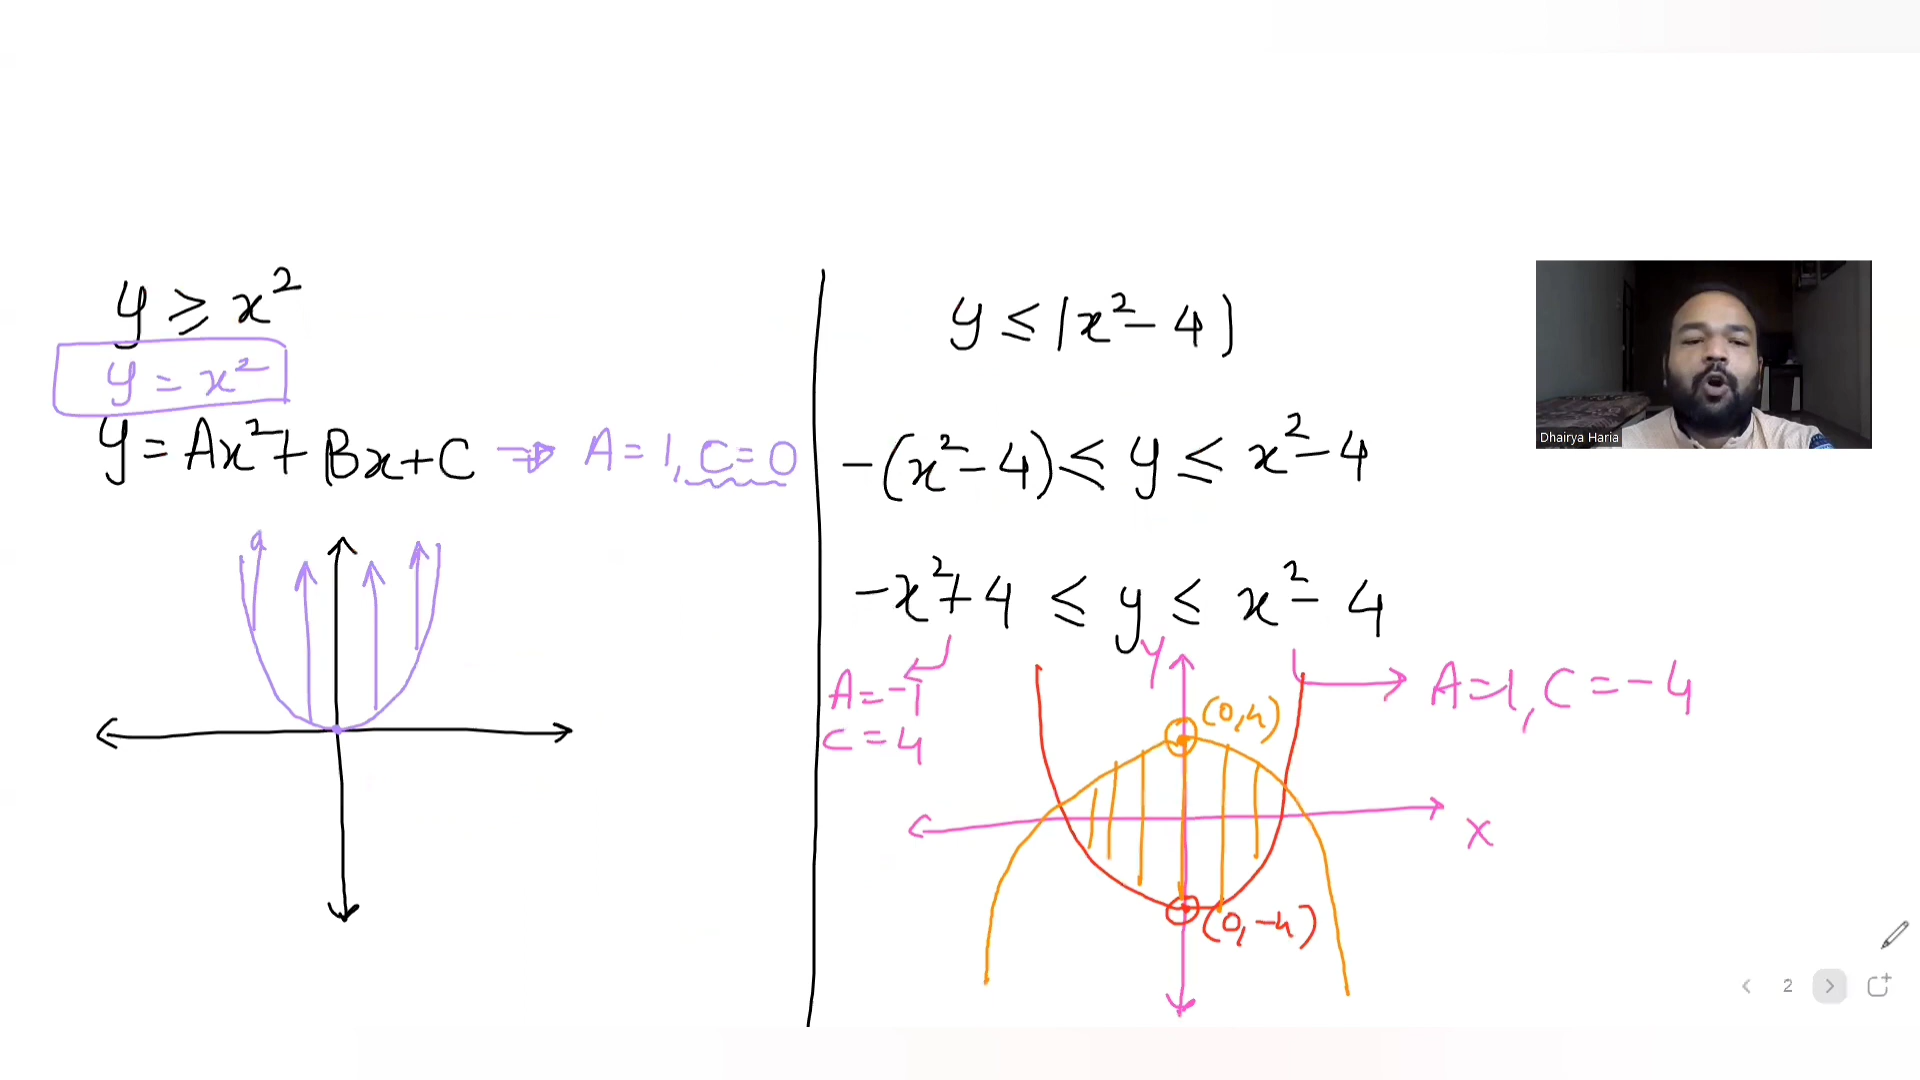 y ≥ x²
y = x²
y = Ax² + Bx + C ⇒ A = 1, C = 0
y ≤ |x² - 4|
-(x² - 4) ≤ y ≤ x² - 4
-x² + 4 ≤ y ≤ x² - 4
A = -1
C = 4
A = 1, C = -4
y
(0,4)
x
(0,-4)
Dhairya Haria
2